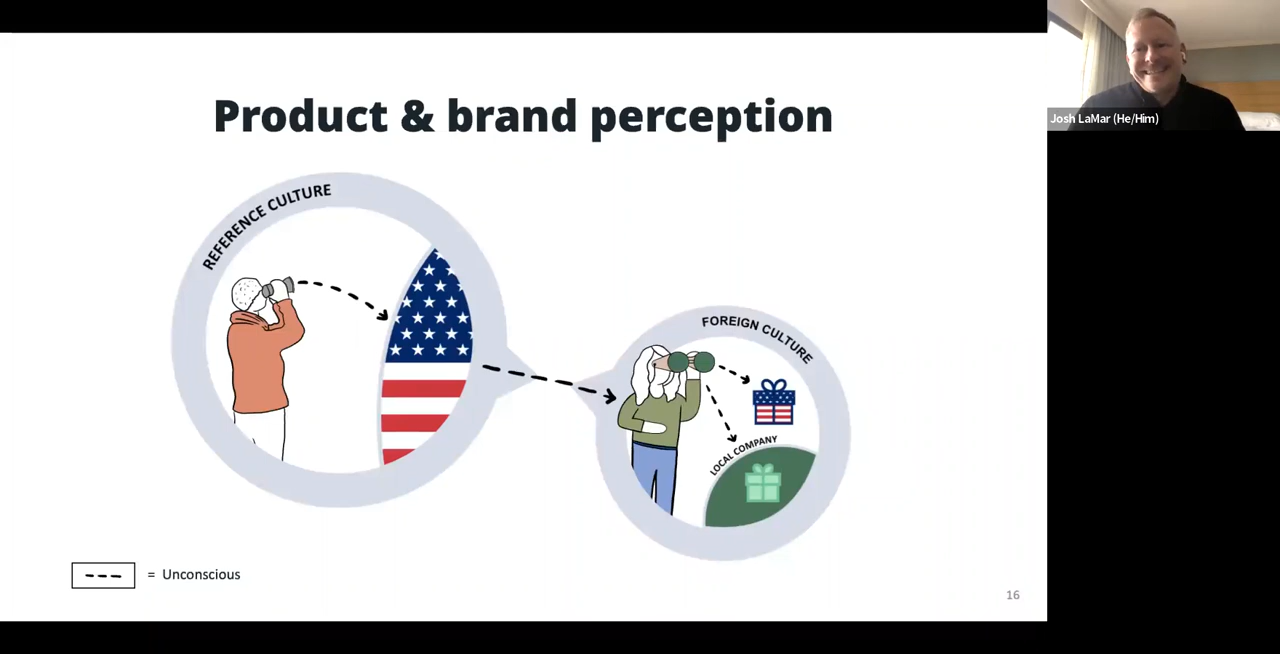 Product & brand perception
REFERENCE CULTURE
FOREIGN CULTURE
LOCAL COMPANY
= Unconscious
16
Josh LaMar (He/Him)